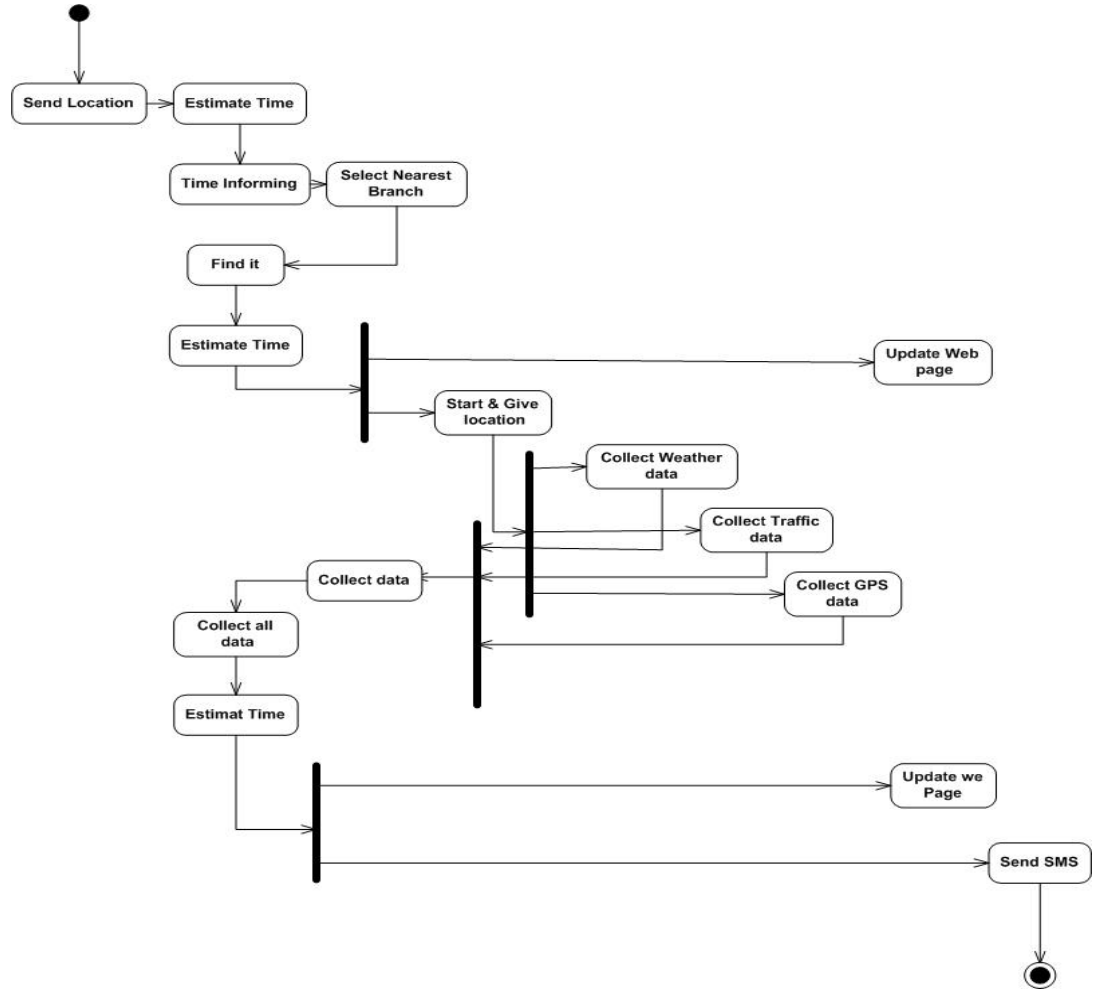 Send Location
Estimate Time
Time Informing
Select Nearest
Branch
Find it
Estimate Time
Update Web
page
Start & Give
location
Collect Weather
data
Collect Traffic
data
Collect data
Collect GPS
data
Collect all
data
Estimat Time
Update we
Page
Send SMS